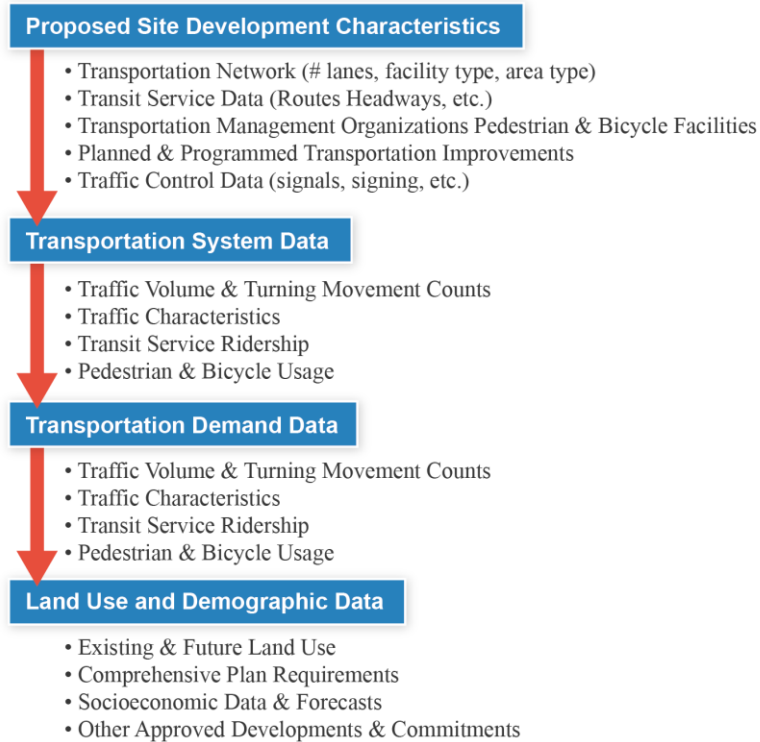 Proposed Site Development Characteristics
• Transportation Network (# lanes, facility type, area type)
• Transit Service Data (Routes Headways, etc.)
• Transportation Management Organizations Pedestrian & Bicycle Facilities
• Planned & Programmed Transportation Improvements
• Traffic Control Data (signals, signing, etc.)
Transportation System Data
• Traffic Volume & Turning Movement Counts
• Traffic Characteristics
• Transit Service Ridership
• Pedestrian & Bicycle Usage
Transportation Demand Data
• Traffic Volume & Turning Movement Counts
• Traffic Characteristics
• Transit Service Ridership
• Pedestrian & Bicycle Usage
Land Use and Demographic Data
• Existing & Future Land Use
• Comprehensive Plan Requirements
• Socioeconomic Data & Forecasts
• Other Approved Developments & Commitments